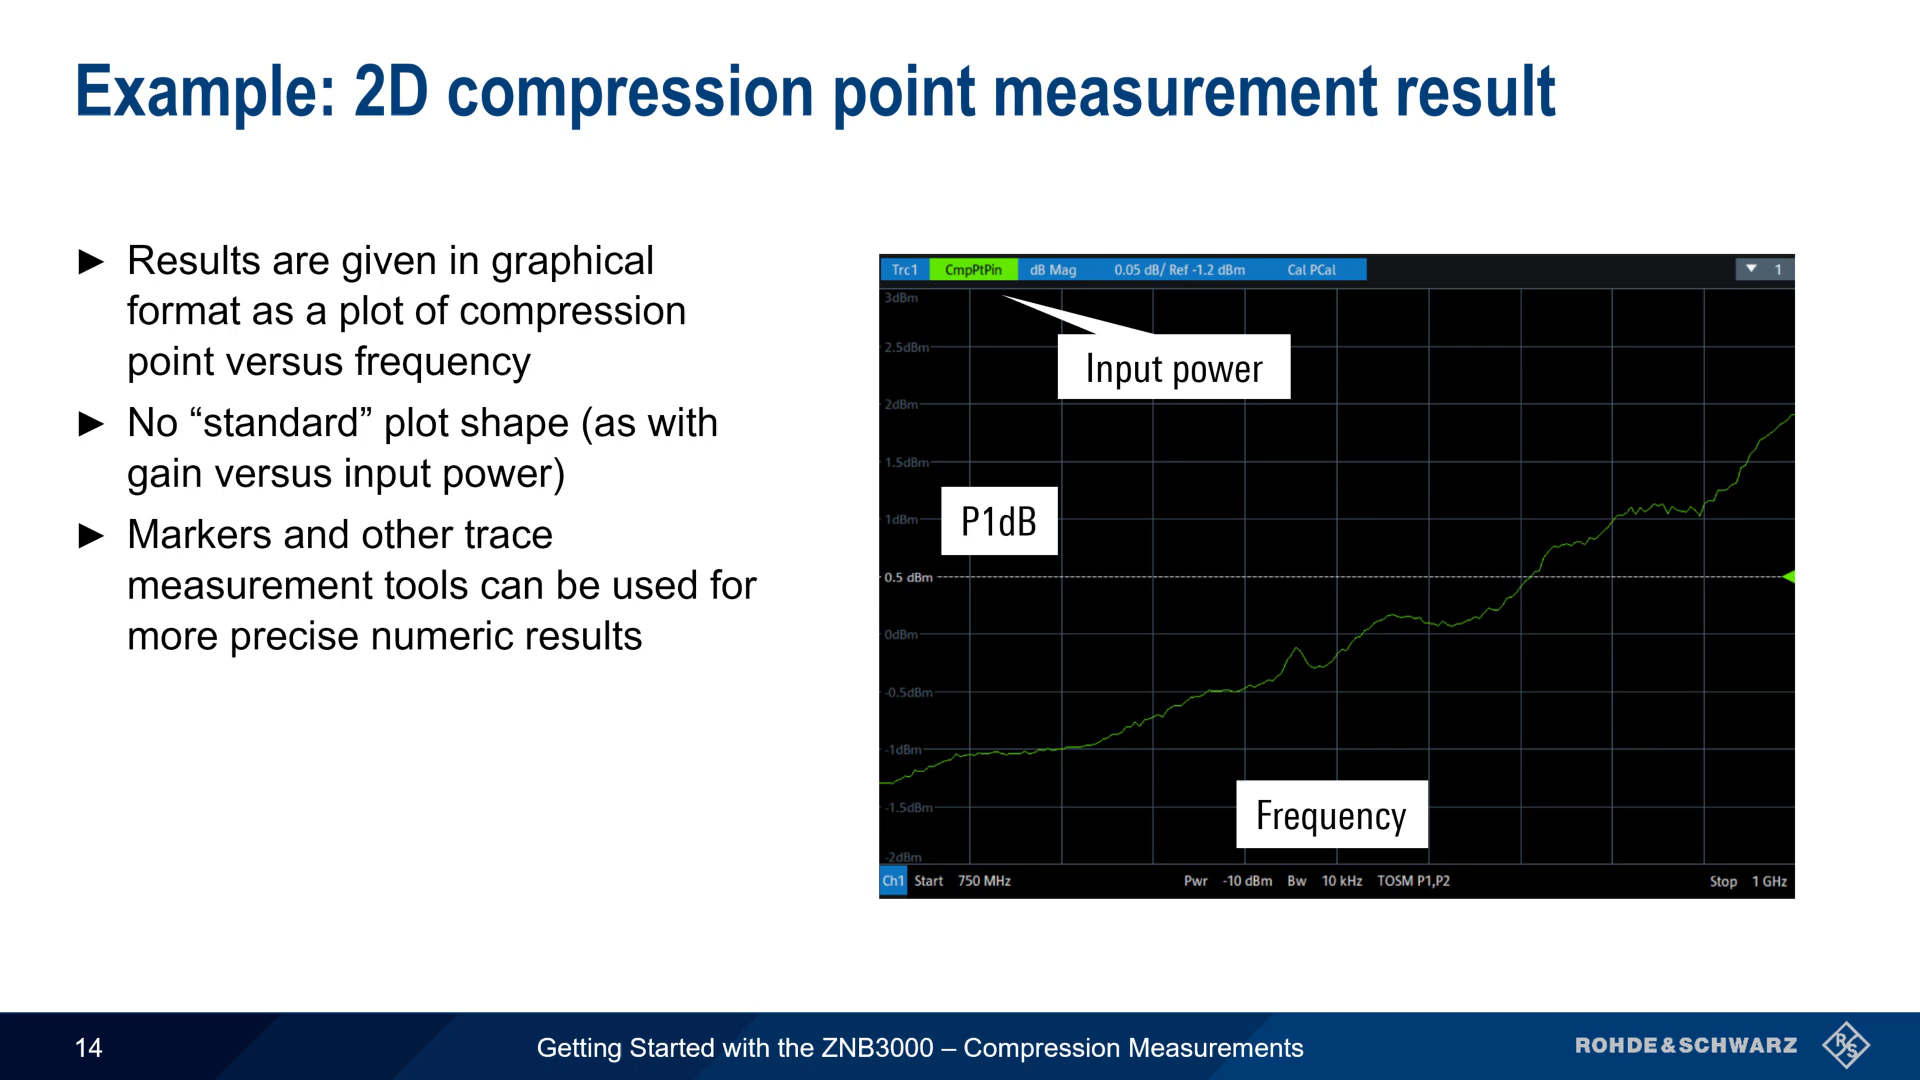 Example: 2D compression point measurement result
► Results are given in graphical
format as a plot of compression
point versus frequency
► No “standard” plot shape (as with
gain versus input power)
► Markers and other trace
measurement tools can be used for
more precise numeric results
Trc1 CmpPtPin dB Mag 0.05 dB/ Ref -1.2 dBm Cal PCal 1
3dBm
2.5dBm
Input power
2dBm
1.5dBm
1dBm
P1dB
0.5 dBm
0dBm
-0.5dBm
-1dBm
-1.5dBm
Frequency
-2dBm
Ch1 Start 750 MHz Pwr -10 dBm Bw 10 kHz TOSM P1,P2 Stop 1 GHz
14
Getting Started with the ZNB3000 – Compression Measurements
ROHDE&SCHWARZ
R&S